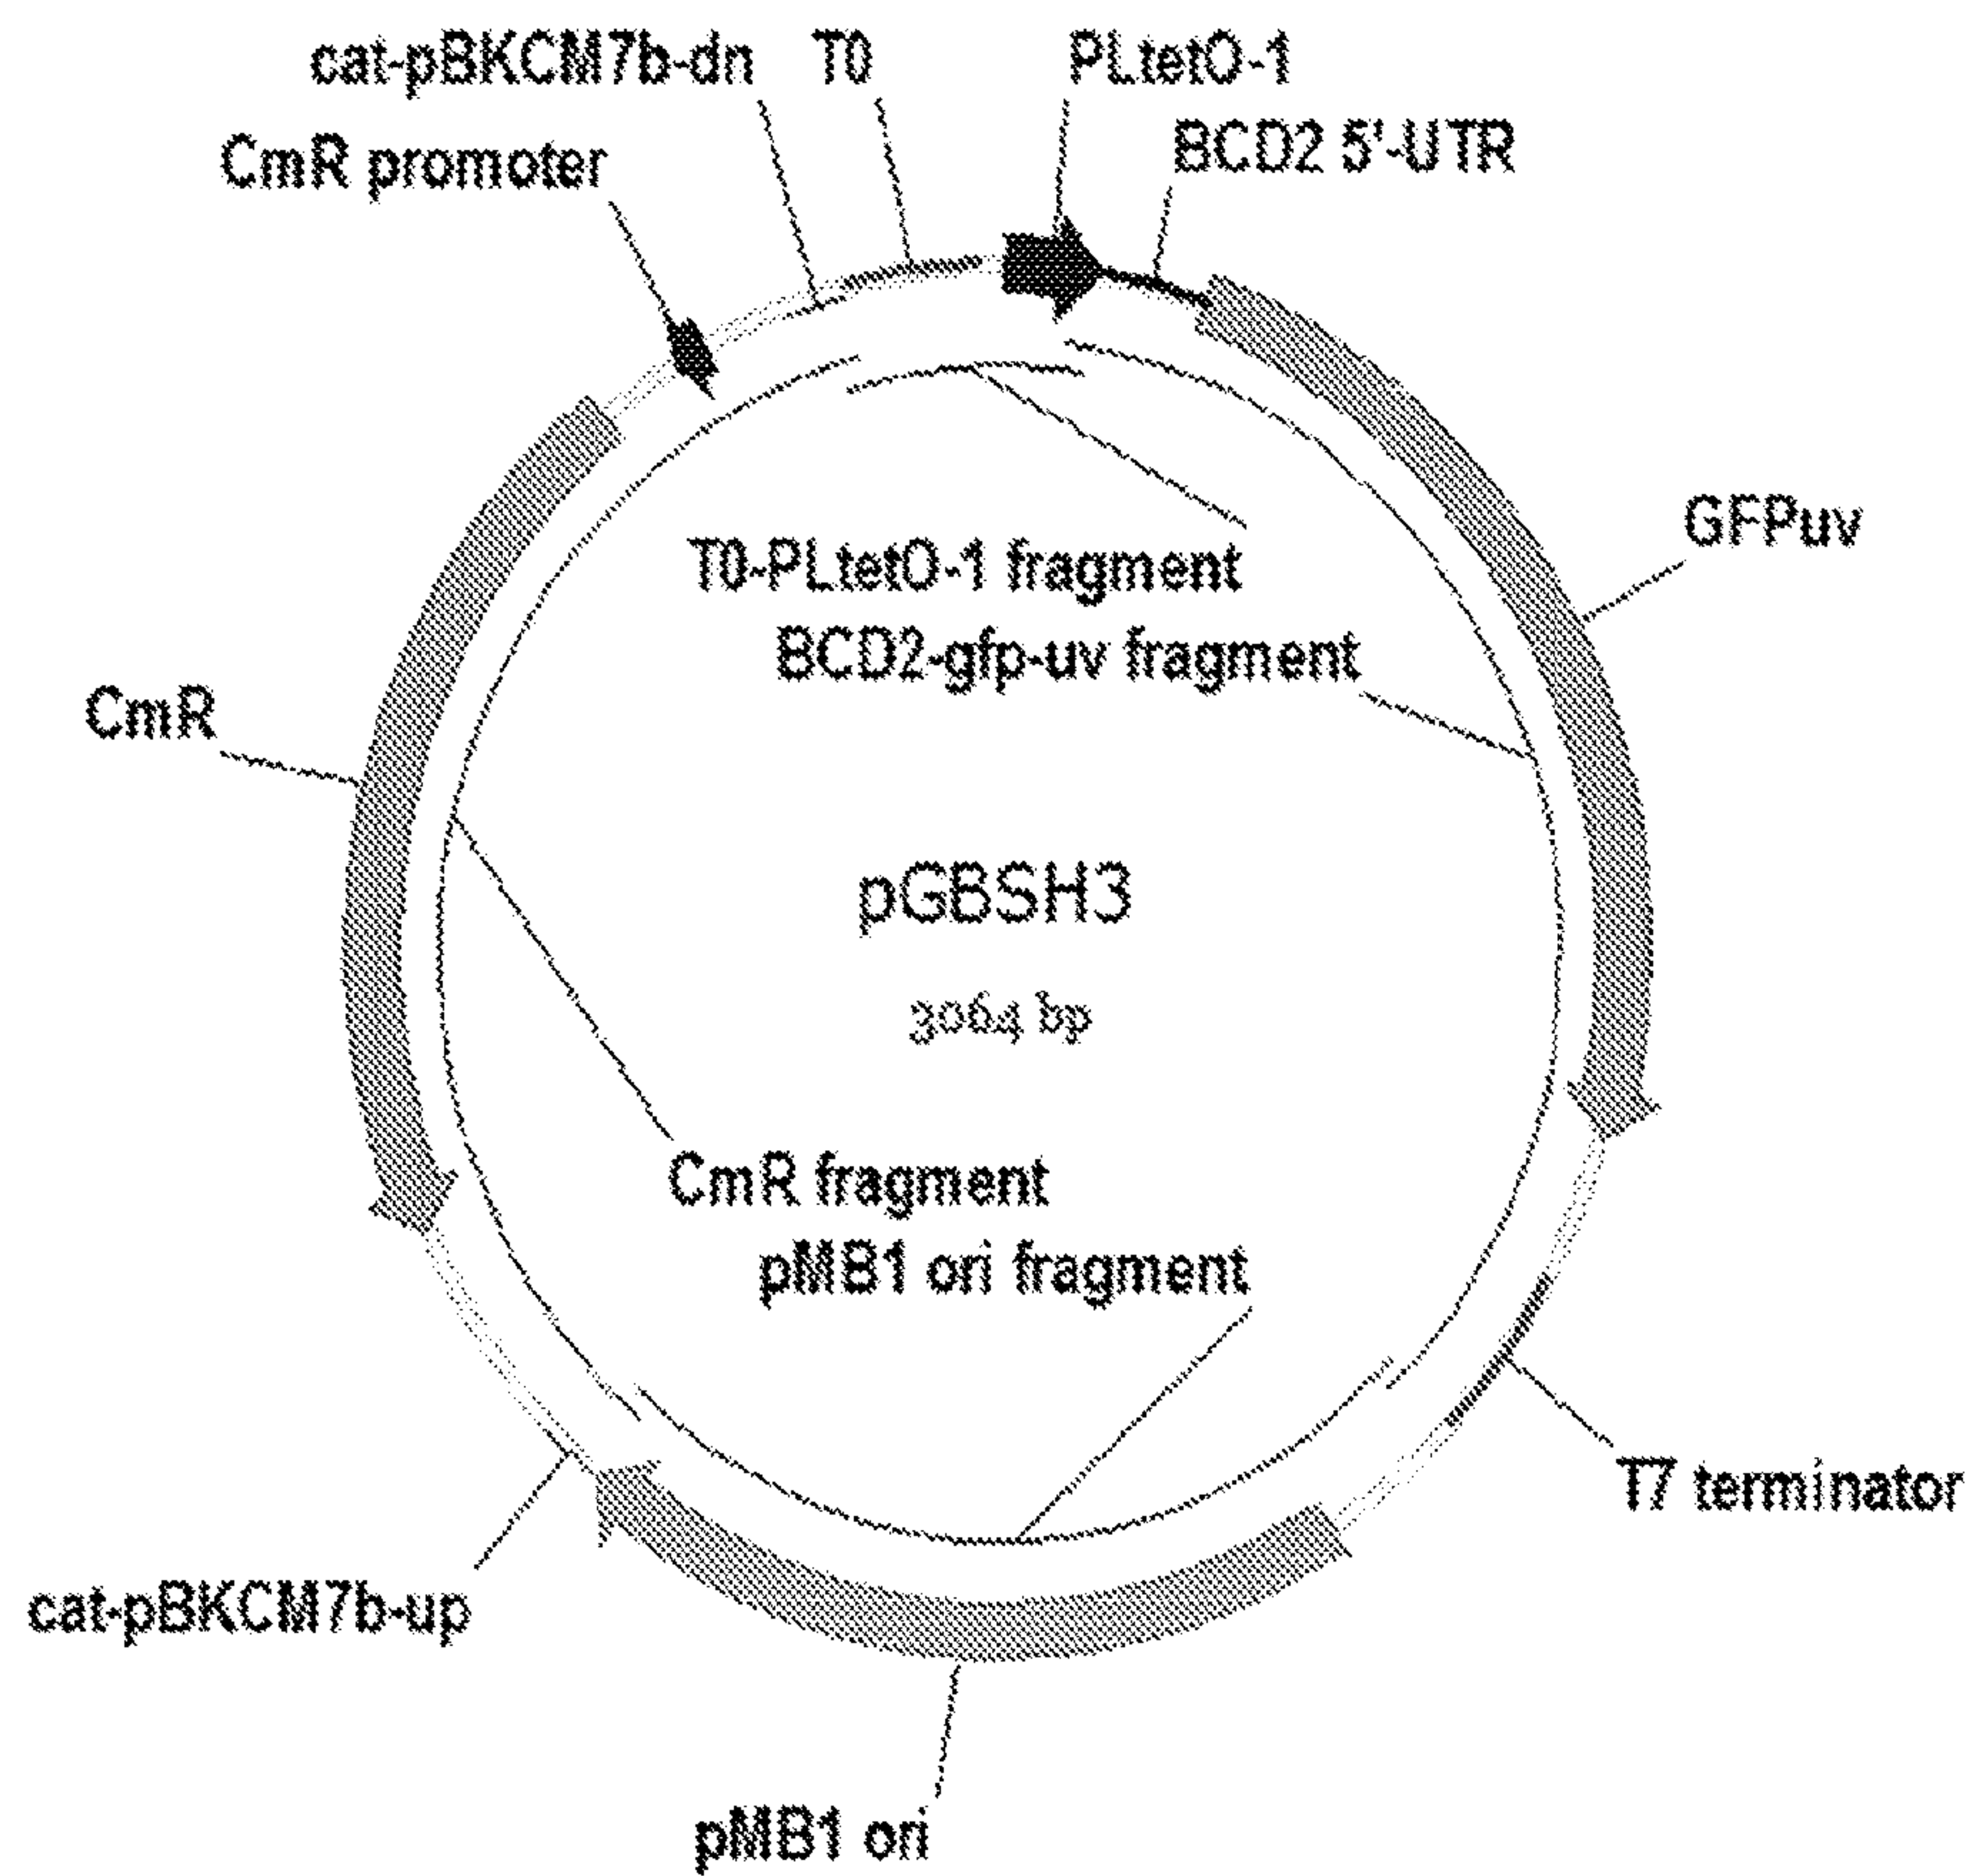 cat-pBKCM7b-dn
T0
PLtetO-1
CmR promoter
BCD2 5'-UTR
GFPuv
T0-PLtetO-1 fragment
BCD2-gfp-uv fragment
CmR
pGBSH3
3064 bp
CmR fragment
pMB1 ori fragment
T7 terminator
cat-pBKCM7b-up
pMB1 ori